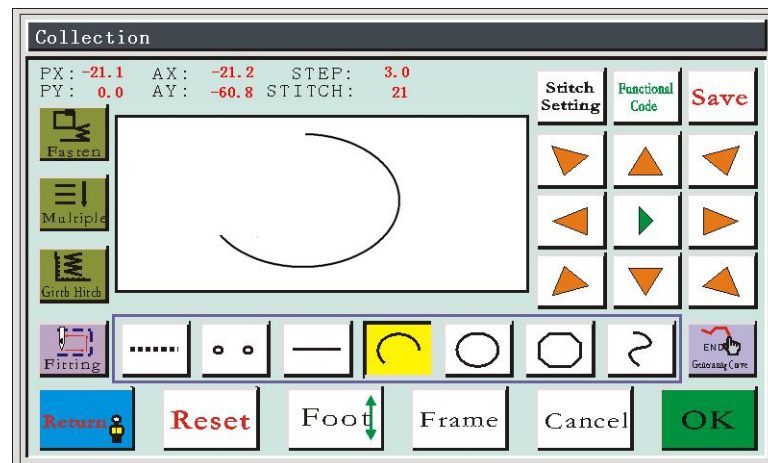 Collection
PX: -21.1 AX: -21.2 STEP: 3.0
PY: 0.0 AY: -60.8 STITCH: 21
Stitch Setting
Functional Code
Save
Fasten
Multiple
Girth Hitch
Fitting
END
Generating Curve
Return
Reset
Foot
Frame
Cancel
OK